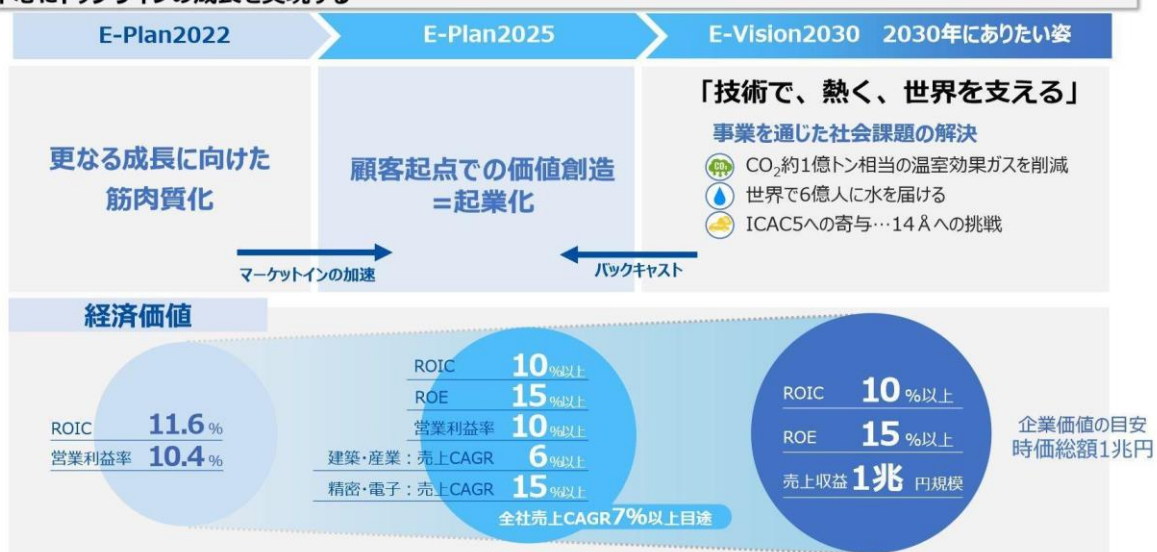 E-Plan2022
E-Plan2025
E-Vision2030 2030年にありたい姿
更なる成長に向けた
筋肉質化
顧客起点での価値創造
=起業化
「技術で、熱く、世界を支える」
事業を通じた社会課題の解決
CO₂約1億トン相当の温室効果ガスを削減
世界で6億人に水を届ける
ICAC5への寄与…14Åへの挑戦
マーケットインの加速
バックキャスト
経済価値
ROIC 11.6%
営業利益率 10.4%
ROIC 10%以上
ROE 15%以上
営業利益率 10%以上
建築・産業：売上CAGR 6%以上
精密・電子：売上CAGR 15%以上
全社売上CAGR7%以上目途
ROIC 10%以上
ROE 15%以上
売上収益 1兆円規模
企業価値の目安
時価総額1兆円